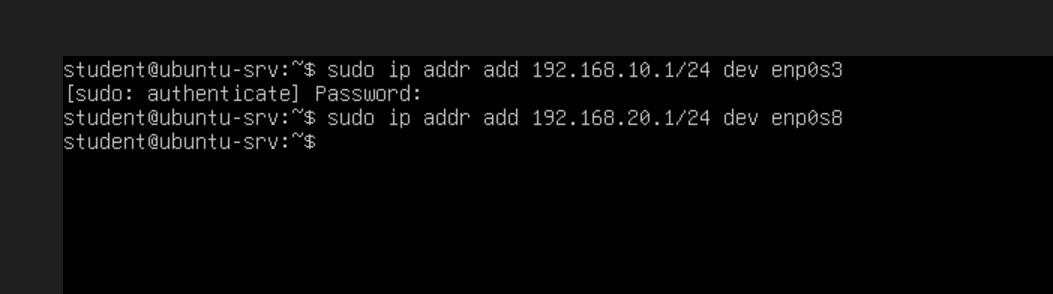 student@ubuntu-srv:~$ sudo ip addr add 192.168.10.1/24 dev enp0s3
[sudo: authenticate] Password:
student@ubuntu-srv:~$ sudo ip addr add 192.168.20.1/24 dev enp0s8
student@ubuntu-srv:~$